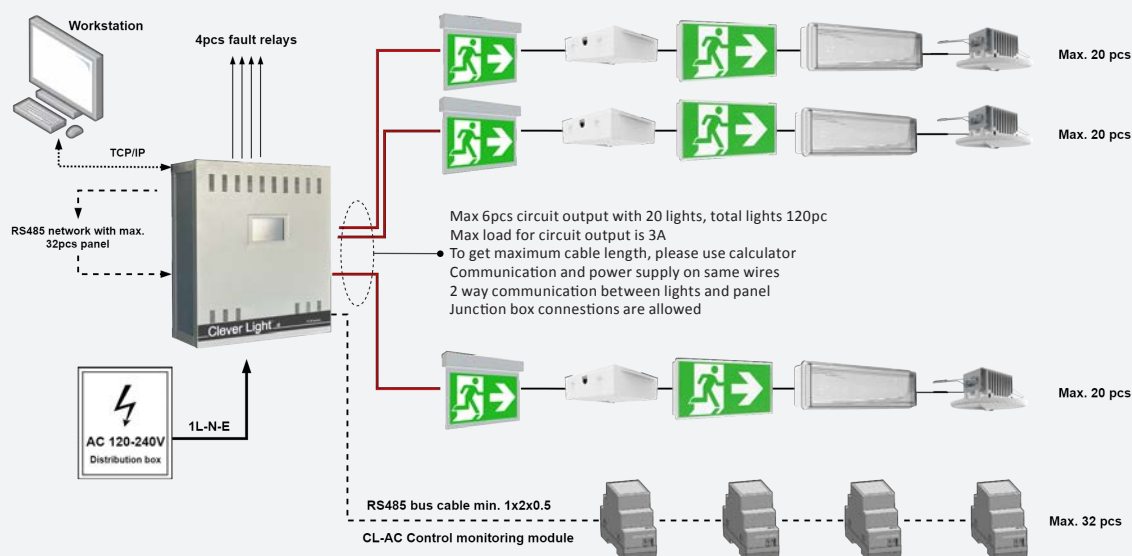 Workstation
4pcs fault relays
Max. 20 pcs
Max. 20 pcs
TCP/IP
RS485 network with max.
32pcs panel
Max 6pcs circuit output with 20 lights, total lights 120pc
Max load for circuit output is 3A
To get maximum cable length, please use calculator
Communication and power supply on same wires
2 way communication between lights and panel
Junction box connestions are allowed
Clever Light
Max. 20 pcs
1L-N-E
AC 120-240V
Distribution box
RS485 bus cable min. 1x2x0.5
CL-AC Control monitoring module
Max. 32 pcs